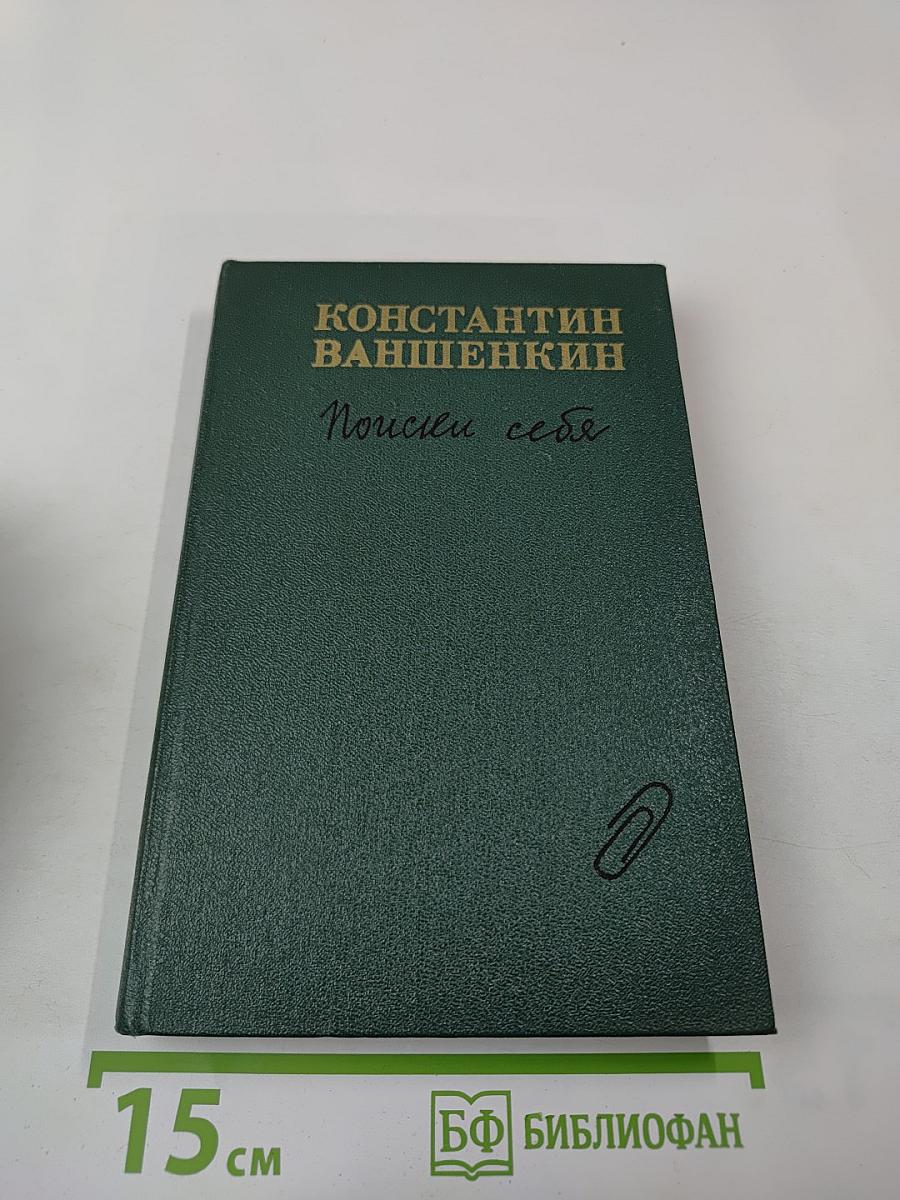 КОНСТАНТИН
ВАНШЕНКИН
Поиски себя
15 см
БФ БИБЛИОФАН